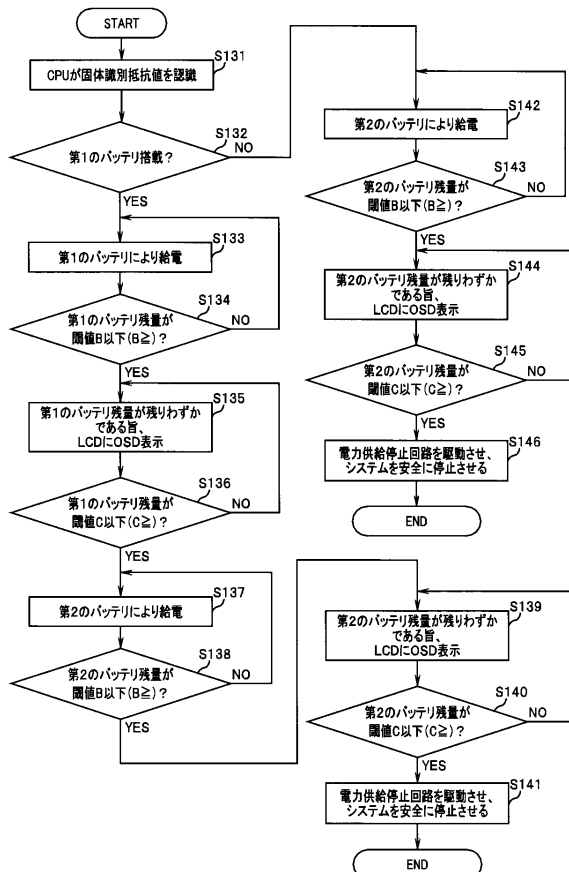 START
S131
CPUが固体識別抵抗値を認識
S132
第1のバッテリ搭載?
NO
YES
S133
第1のバッテリにより給電
S134
第1のバッテリ残量が
閾値B以下(B≧)?
NO
YES
S135
第1のバッテリ残量が残りわずか
である旨、
LCDにOSD表示
S136
第1のバッテリ残量が
閾値C以下(C≧)?
NO
YES
S137
第2のバッテリにより給電
S138
第2のバッテリ残量が
閾値B以下(B≧)?
NO
YES
S142
第2のバッテリにより給電
S143
第2のバッテリ残量が
閾値B以下(B≧)?
NO
YES
S144
第2のバッテリ残量が残りわずか
である旨、
LCDにOSD表示
S145
第2のバッテリ残量が
閾値C以下(C≧)?
NO
YES
S146
電力供給停止回路を駆動させ、
システムを安全に停止させる
END
S139
第2のバッテリ残量が残りわずか
である旨、
LCDにOSD表示
S140
第2のバッテリ残量が
閾値C以下(C≧)?
NO
YES
S141
電力供給停止回路を駆動させ、
システムを安全に停止させる
END